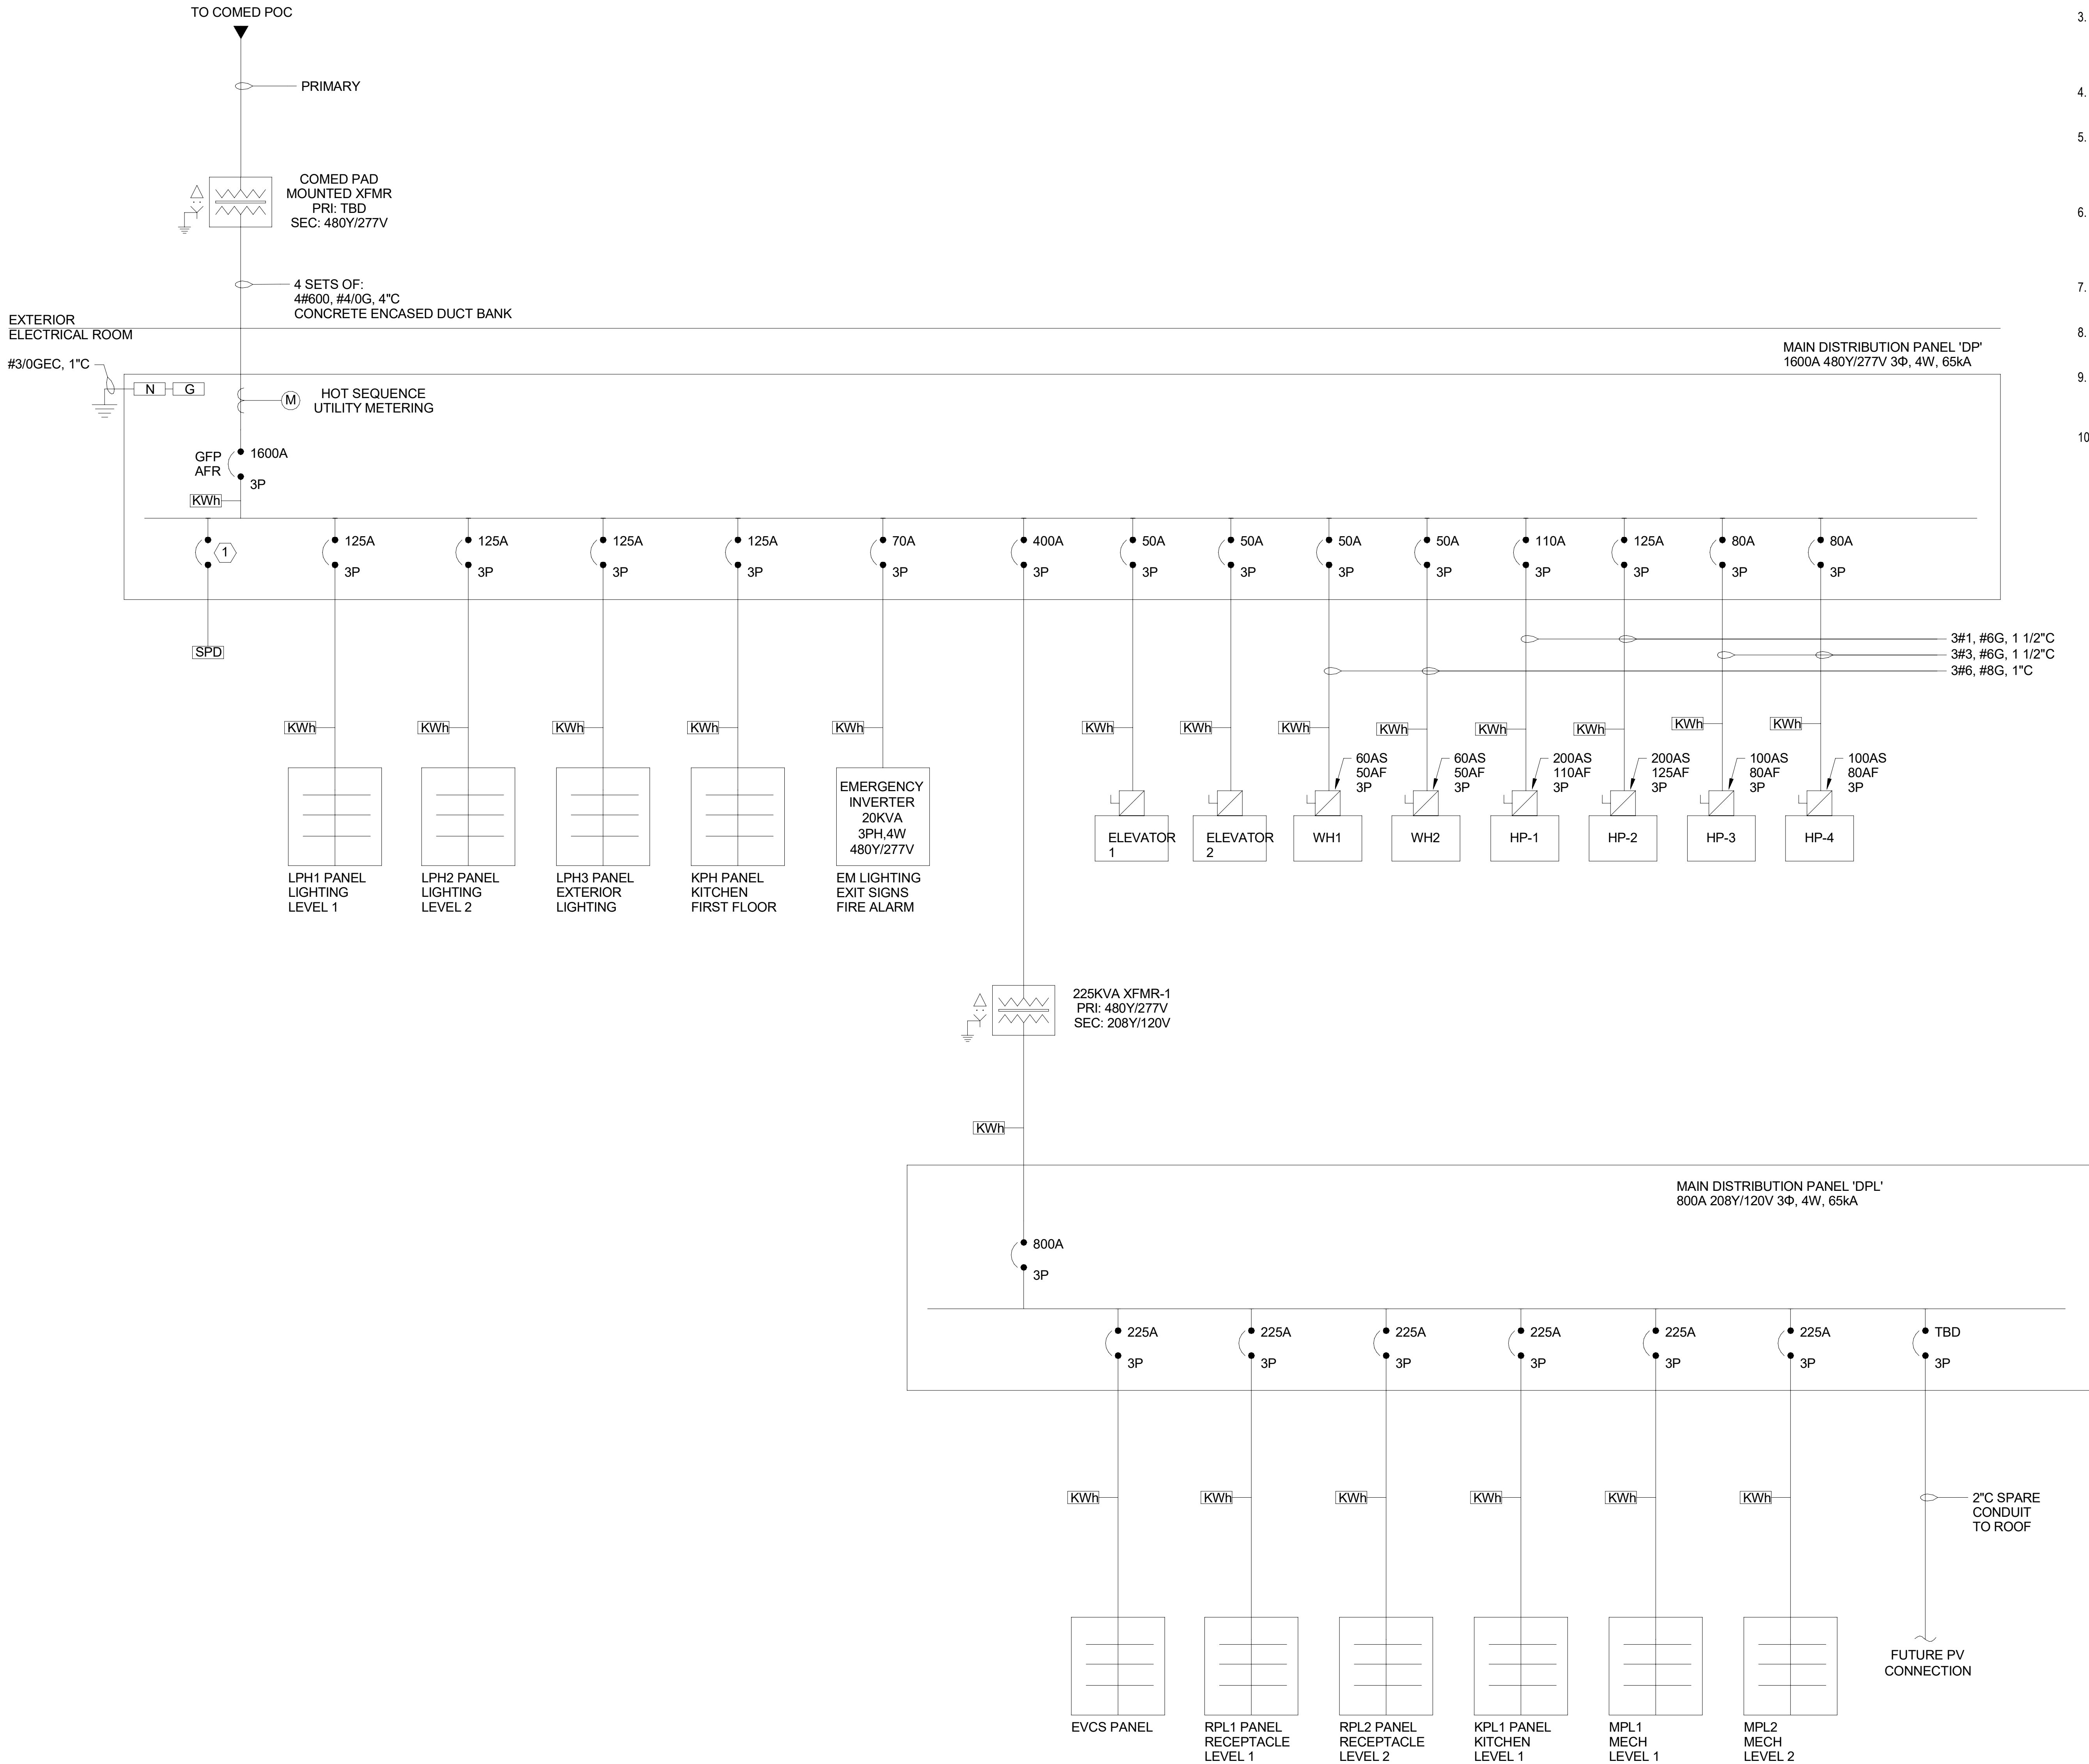 TO COMED POC
PRIMARY
COMED PAD
MOUNTED XFMR
PRI: TBD
SEC: 480Y/277V
4 SETS OF:
4#600, #4/0G, 4"C
CONCRETE ENCASED DUCT BANK
EXTERIOR
ELECTRICAL ROOM
#3/0GEC, 1"C
N G
M
HOT SEQUENCE
UTILITY METERING
MAIN DISTRIBUTION PANEL 'DP'
1600A 480Y/277V 3Φ, 4W, 65kA
GFP
AFR
1600A
3P
KWh
1
125A
3P
125A
3P
125A
3P
125A
3P
70A
3P
400A
3P
50A
3P
50A
3P
50A
3P
50A
3P
110A
3P
125A
3P
80A
3P
80A
3P
SPD
3#1, #6G, 1 1/2"C
3#3, #6G, 1 1/2"C
3#6, #8G, 1"C
KWh
KWh
KWh
KWh
KWh
KWh
KWh
KWh
KWh
KWh
KWh
KWh
KWh
60AS
50AF
3P
60AS
50AF
3P
200AS
110AF
3P
200AS
125AF
3P
100AS
80AF
3P
100AS
80AF
3P
EMERGENCY
INVERTER
20KVA
3PH,4W
480Y/277V
ELEVATOR
1
ELEVATOR
2
WH1
WH2
HP-1
HP-2
HP-3
HP-4
LPH1 PANEL
LIGHTING
LEVEL 1
LPH2 PANEL
LIGHTING
LEVEL 2
LPH3 PANEL
EXTERIOR
LIGHTING
KPH PANEL
KITCHEN
FIRST FLOOR
EM LIGHTING
EXIT SIGNS
FIRE ALARM
225KVA XFMR-1
PRI: 480Y/277V
SEC: 208Y/120V
KWh
MAIN DISTRIBUTION PANEL 'DPL'
800A 208Y/120V 3Φ, 4W, 65kA
800A
3P
225A
3P
225A
3P
225A
3P
225A
3P
225A
3P
225A
3P
TBD
3P
KWh
KWh
KWh
KWh
KWh
KWh
2"C SPARE
CONDUIT
TO ROOF
FUTURE PV
CONNECTION
EVCS PANEL
RPL1 PANEL
RECEPTACLE
LEVEL 1
RPL2 PANEL
RECEPTACLE
LEVEL 2
KPL1 PANEL
KITCHEN
LEVEL 1
MPL1
MECH
LEVEL 1
MPL2
MECH
LEVEL 2
3.
4.
5.
6.
7.
8.
9.
10